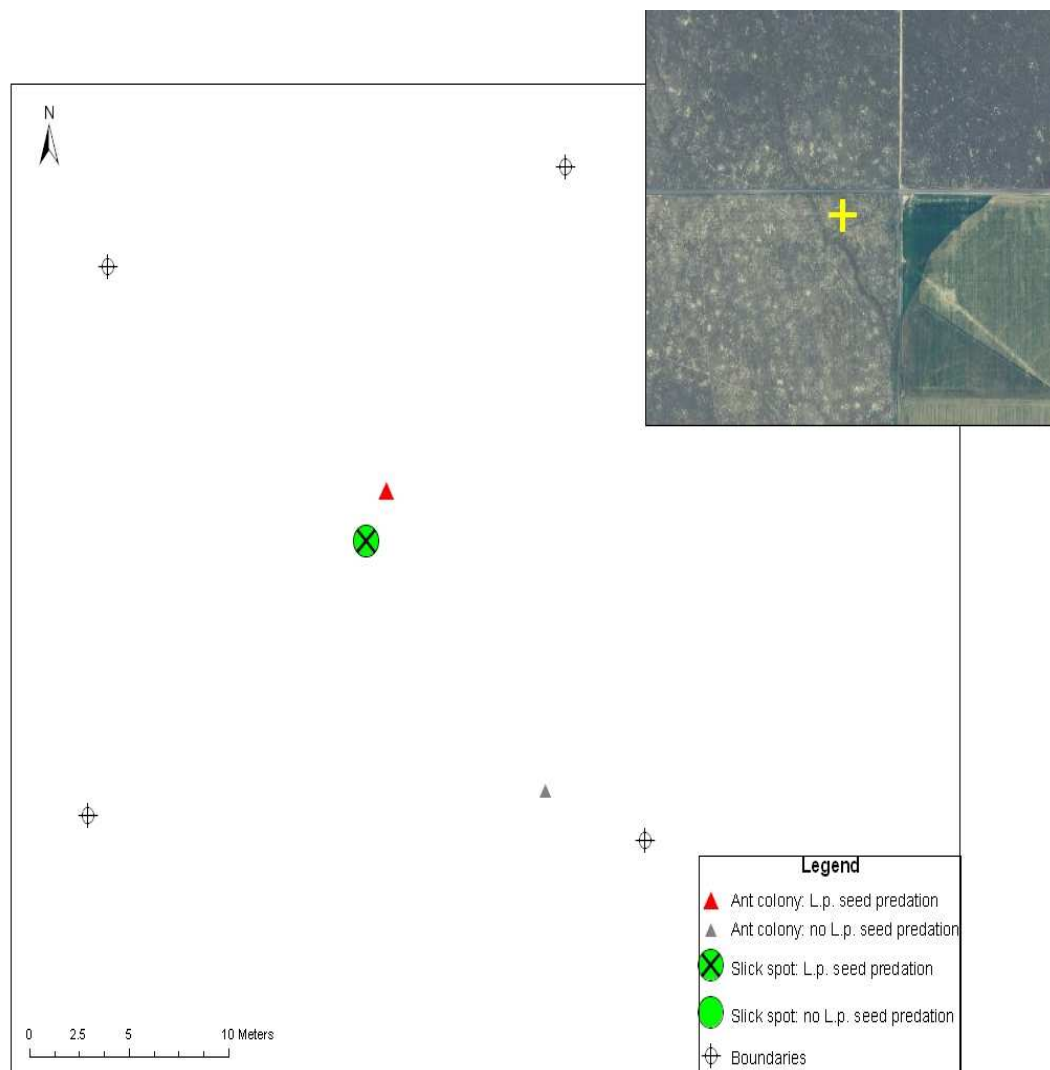 N
Legend
Ant colony: L.p. seed predation
Ant colony: no L.p. seed predation
Slick spot: L.p. seed predation
Slick spot: no L.p. seed predation
Boundaries
0 2.5 5 10 Meters